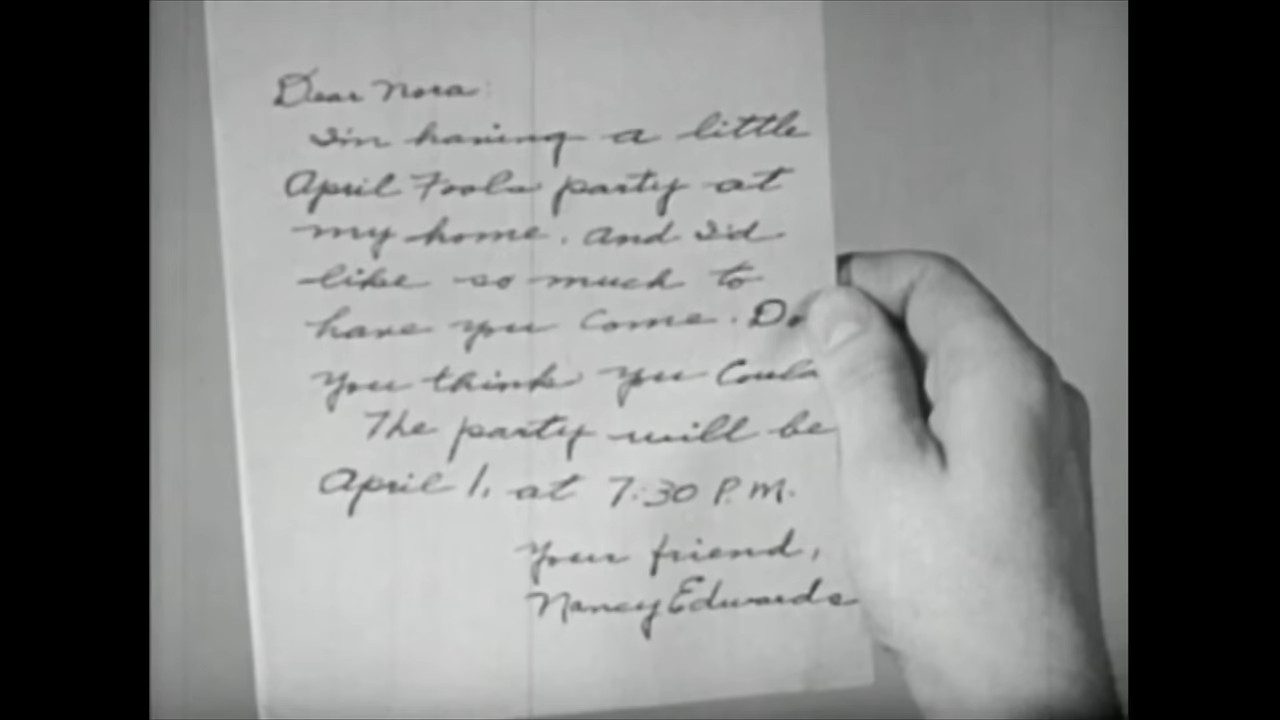 Dear Nora:
I'm having a little
April Fools party at
my home. And I'd
like so much to
have you come. Do
you think you could
The party will be
April 1, at 7:30 P.M.
Your friend,
Nancy Edwards